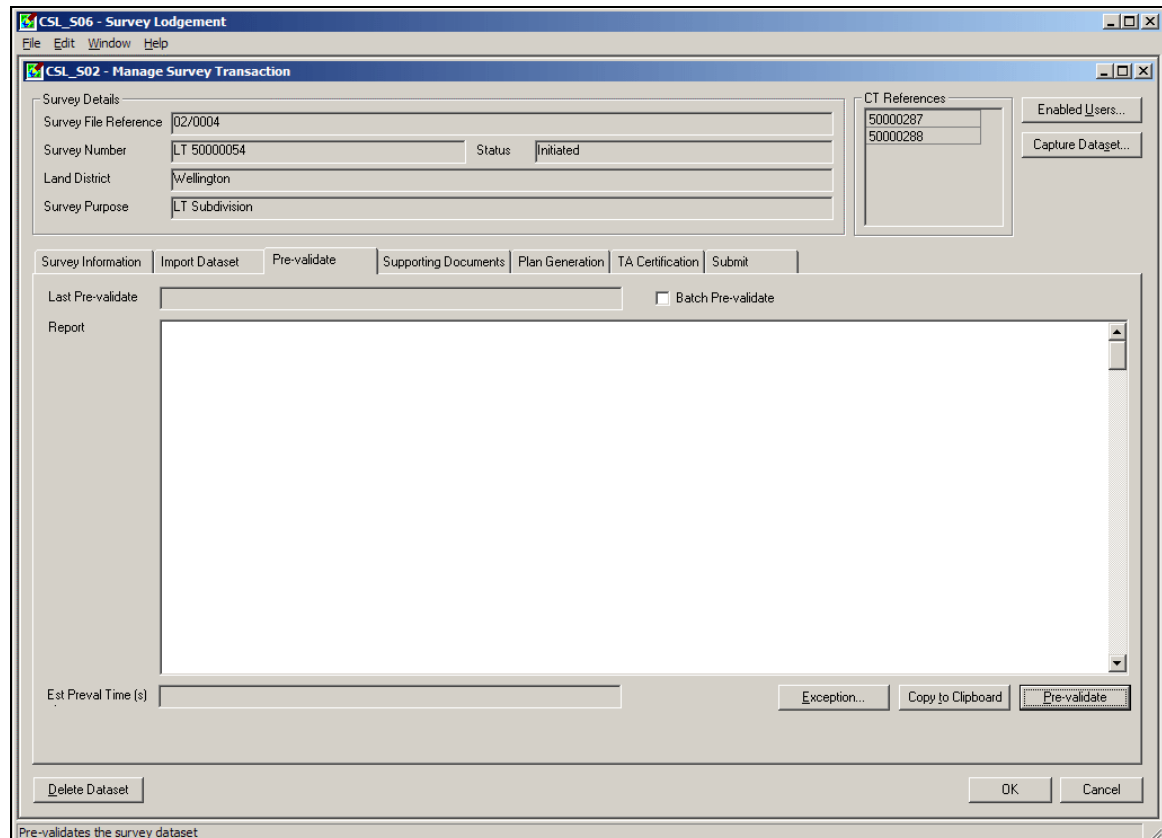 CSL_S06 - Survey Lodgement
File Edit Window Help
CSL_S02 - Manage Survey Transaction
Survey Details
CT References
Survey File Reference 02/0004
50000287
Enabled Users...
Survey Number LT 50000054 Status Initiated
50000288
Capture Dataset...
Land District Wellington
Survey Purpose LT Subdivision
Survey Information Import Dataset Pre-validate Supporting Documents Plan Generation TA Certification Submit
Last Pre-validate Batch Pre-validate
Report
Est Preval Time (s) Exception... Copy to Clipboard Pre-validate
Delete Dataset OK Cancel
Pre-validates the survey dataset